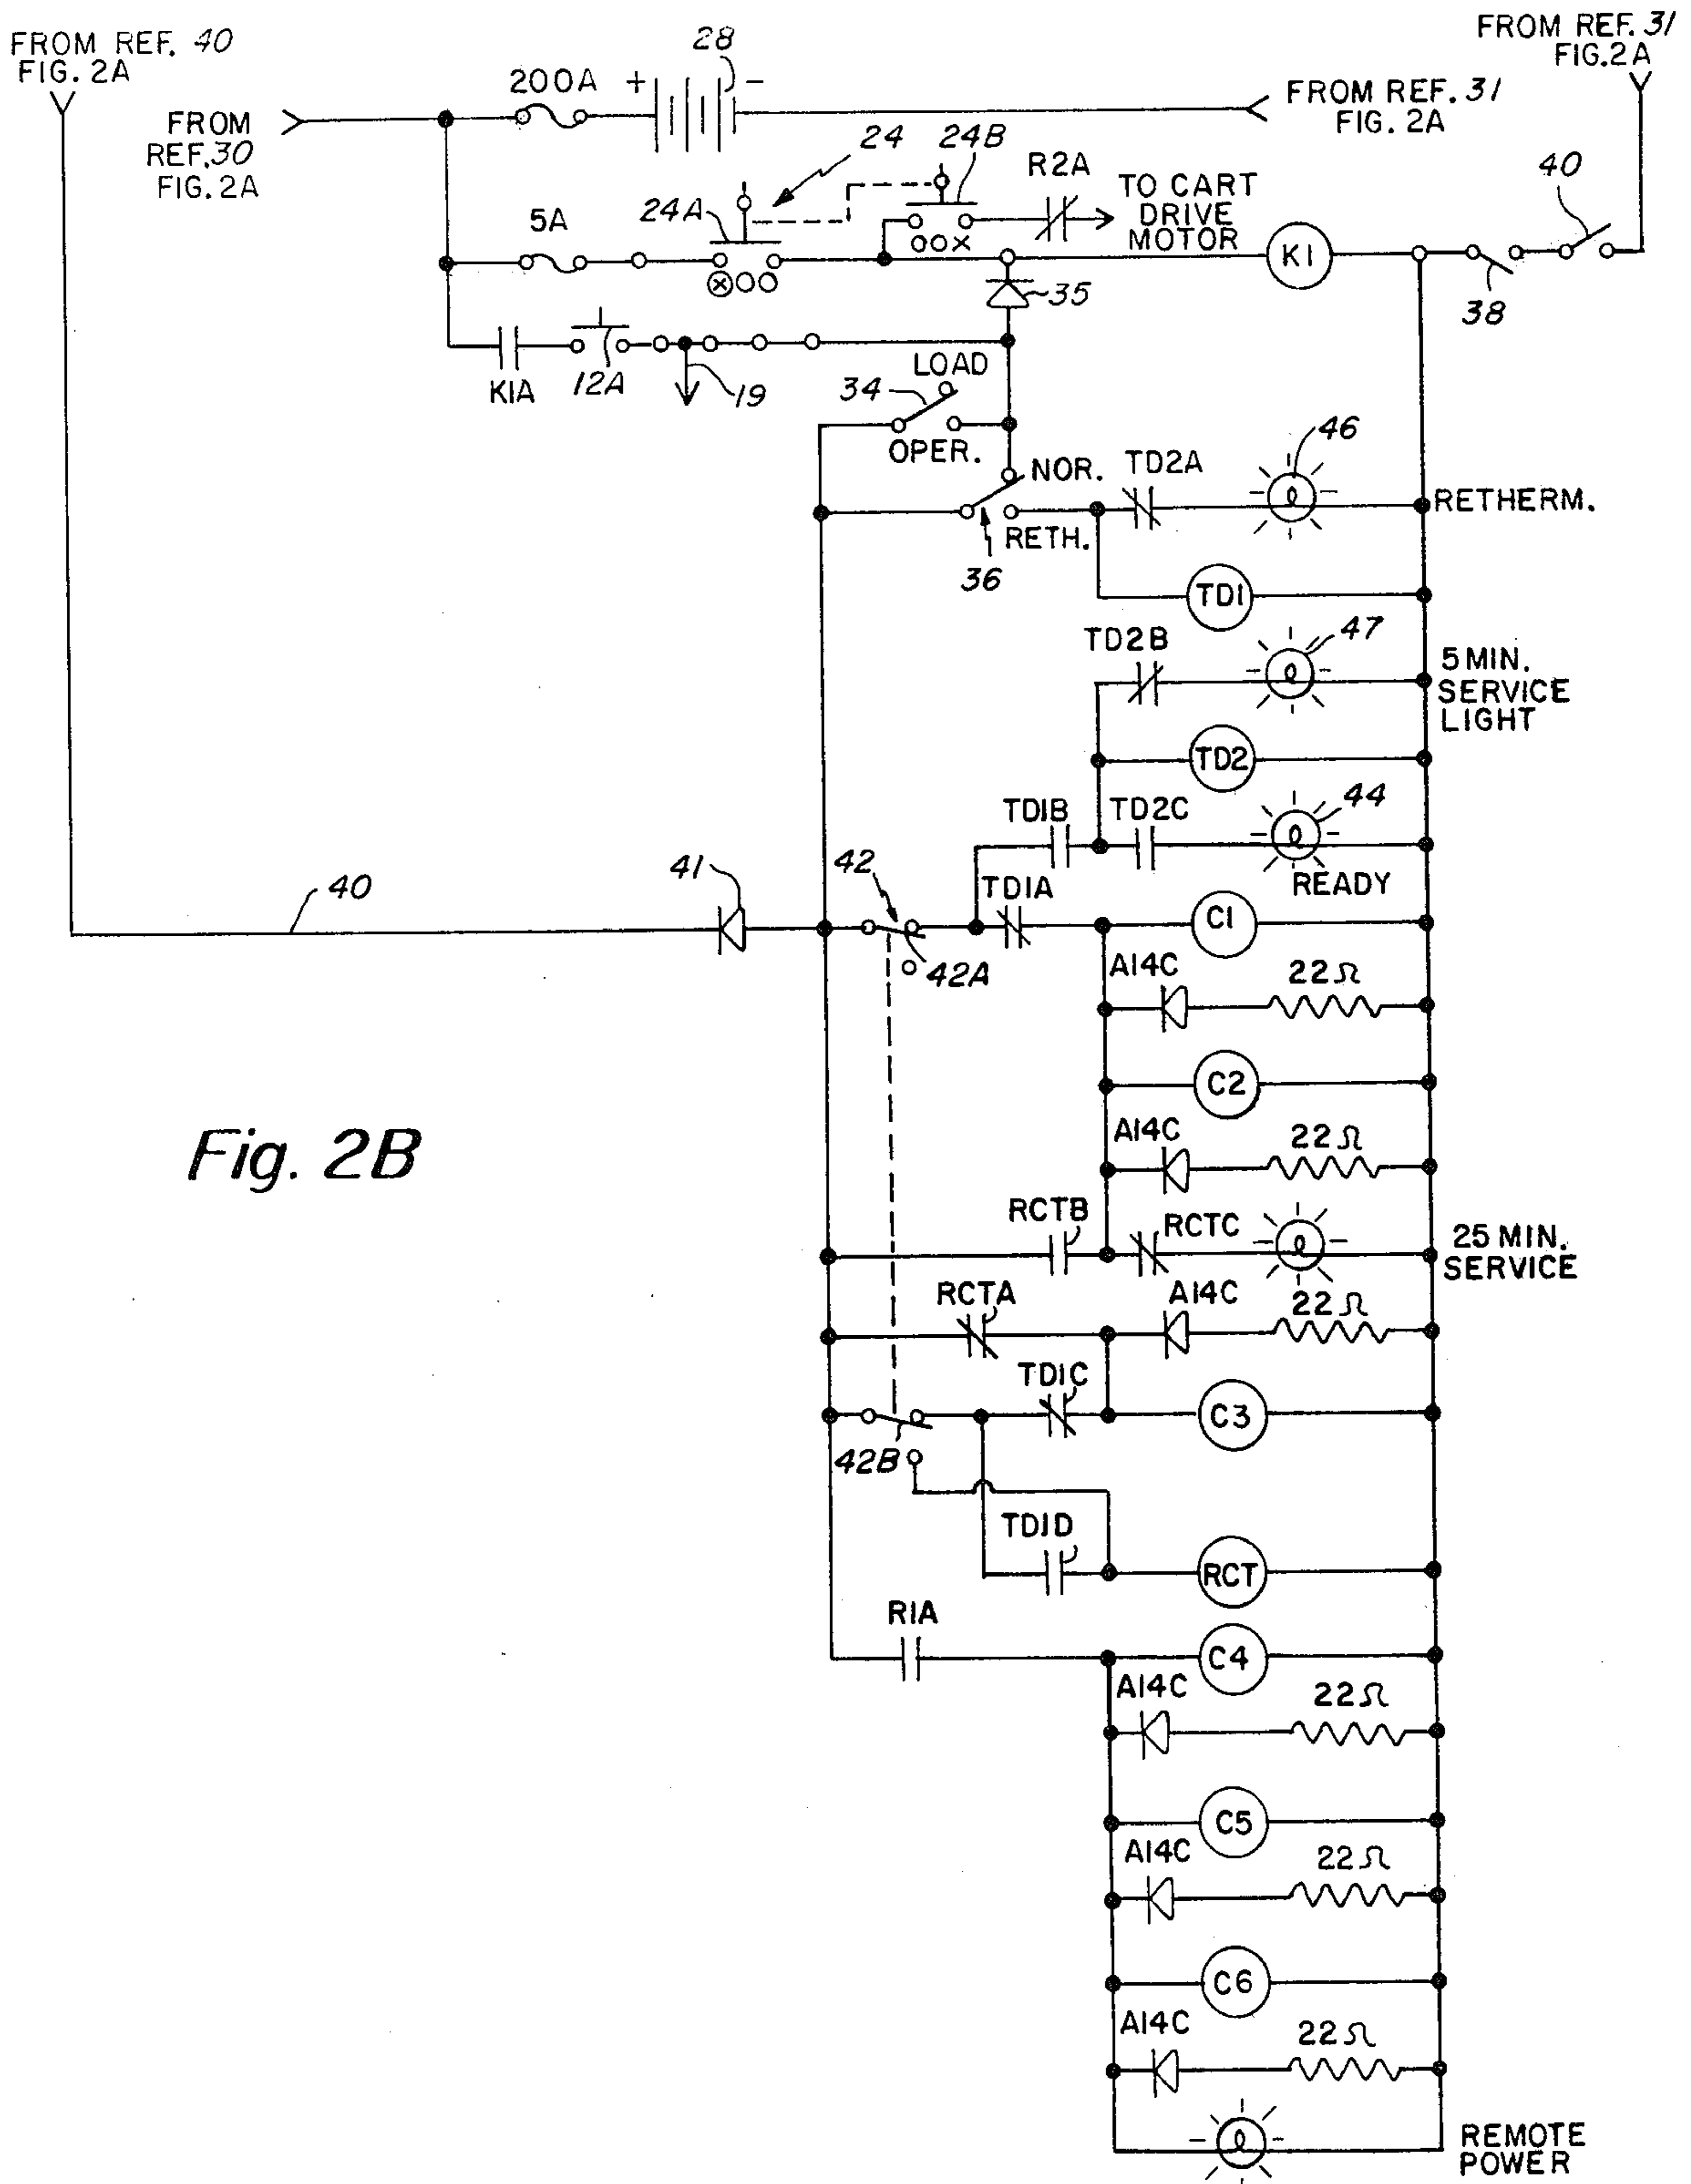 FROM REF. 40
FIG. 2A
FROM REF. 31
FIG.2A
28
200A
+
-
FROM
REF.30
FIG.2A
FROM REF. 31
FIG. 2A
24
24B
R2A
TO CART
DRIVE
MOTOR
40
5A
24A
OOX
XOO
K1
38
35
K1A
12A
19
LOAD
34
OPER.
NOR.
TD2A
46
RETHERM.
RETH.
36
TD1
TD2B
47
5 MIN.
SERVICE
LIGHT
TD2
TD1B
TD2C
44
READY
40
41
42
TD1A
C1
42A
A14C
22Ω
C2
A14C
22Ω
Fig. 2B
RCTB
RCTC
25 MIN.
SERVICE
RCTA
A14C
22Ω
TD1C
C3
42B
TD1D
RCT
R1A
C4
A14C
22Ω
C5
A14C
22Ω
C6
A14C
22Ω
REMOTE
POWER